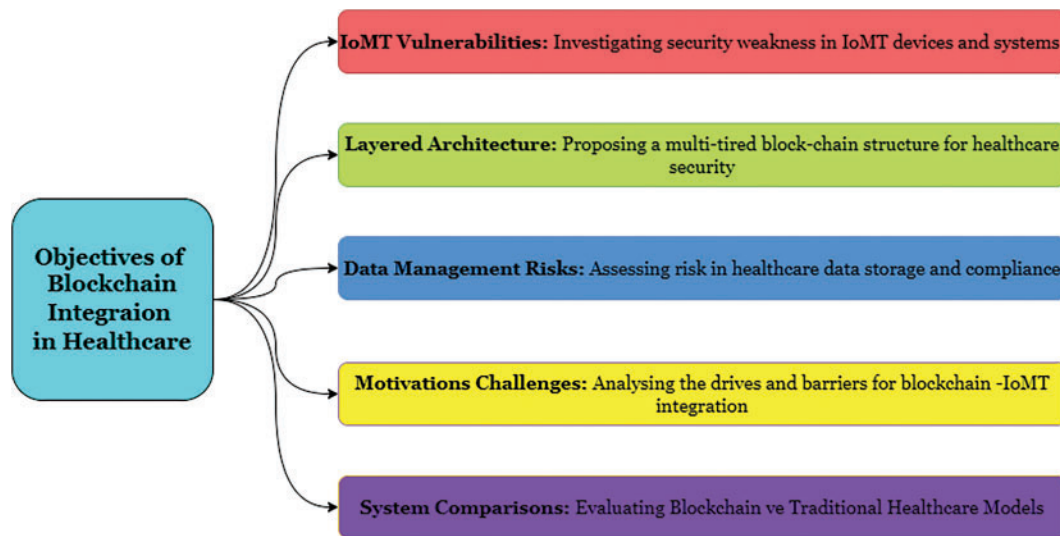 Objectives of
Blockchain
Integraion
in Healthcare
IoMT Vulnerabilities: Investigating security weakness in IoMT devices and systems
Layered Architecture: Proposing a multi-tired block-chain structure for healthcare
security
Data Management Risks: Assessing risk in healthcare data storage and compliance
Motivations Challenges: Analysing the drives and barriers for blockchain -IoMT
integration
System Comparisons: Evaluating Blockchain ve Traditional Healthcare Models